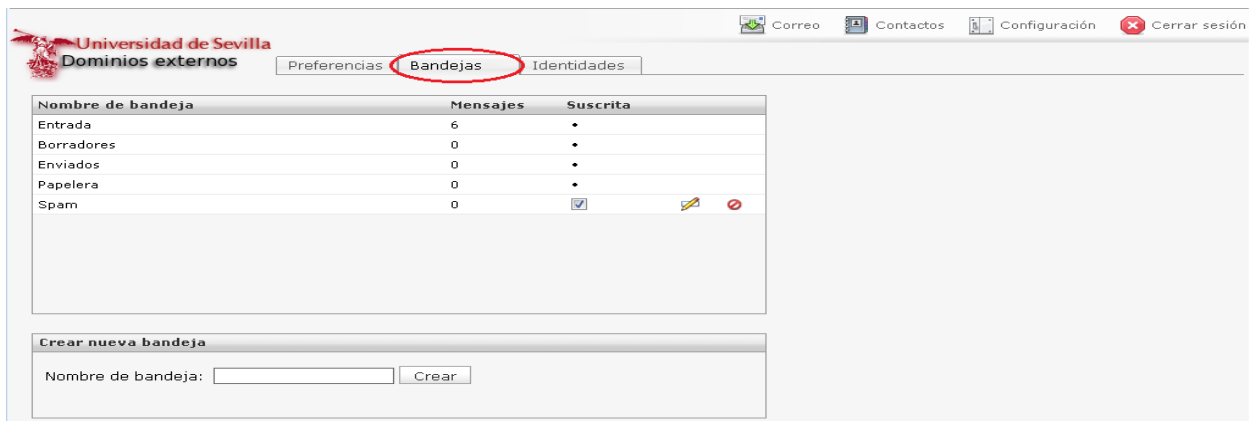 Correo Contactos Configuración Cerrar sesión
Universidad de Sevilla
Dominios externos
Preferencias Bandejas Identidades
Nombre de bandeja Mensajes Suscrita
Entrada 6 •
Borradores 0 •
Enviados 0 •
Papelera 0 •
Spam 0
Crear nueva bandeja
Nombre de bandeja: Crear